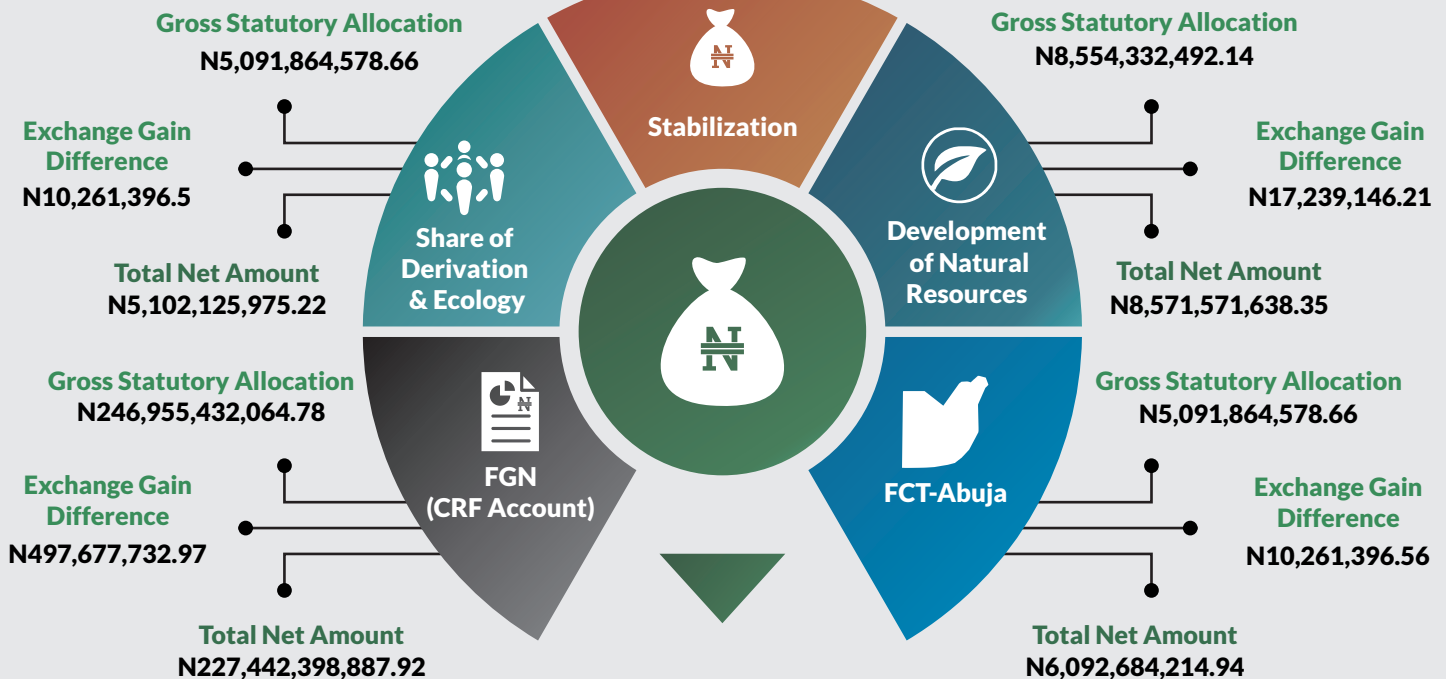 Gross Statutory Allocation
N5,091,864,578.66
Exchange Gain
Difference
N10,261,396.5
Total Net Amount
N5,102,125,975.22
Share of
Derivation
& Ecology
N
Stabilization
Gross Statutory Allocation
N8,554,332,492.14
Exchange Gain
Difference
N17,239,146.21
Total Net Amount
N8,571,571,638.35
Development
of Natural
Resources
N
Gross Statutory Allocation
N246,955,432,064.78
Exchange Gain
Difference
N497,677,732.97
Total Net Amount
N227,442,398,887.92
N
FGN
(CRF Account)
Gross Statutory Allocation
N5,091,864,578.66
Exchange Gain
Difference
N10,261,396.56
Total Net Amount
N6,092,684,214.94
FCT-Abuja